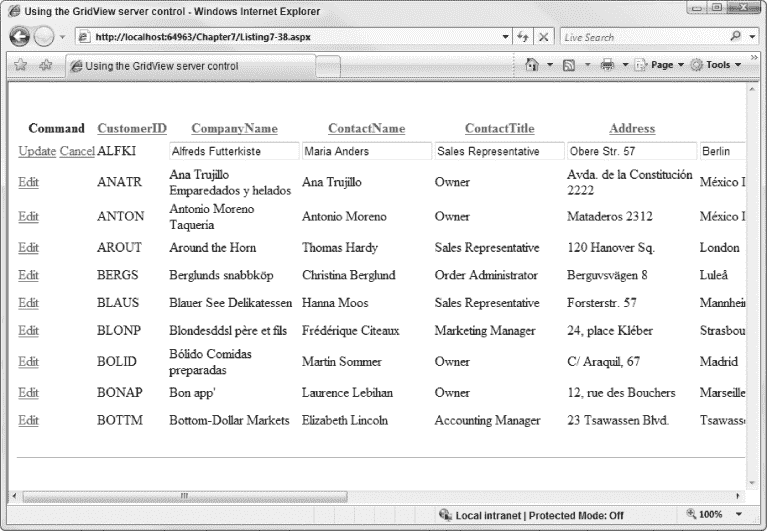 Using the GridView server control - Windows Internet Explorer
http://localhost:64963/Chapter7/Listing7-38.aspx
Live Search
Using the GridView server control
Page
Tools
Command CustomerID CompanyName ContactName ContactTitle Address
Update Cancel ALFKI Alfreds Futterkiste Maria Anders Sales Representative Obere Str. 57 Berlin
Edit ANATR Ana Trujillo Emparedados y helados Ana Trujillo Owner Avda. de la Constitución 2222 México
Edit ANTON Antonio Moreno Taqueria Antonio Moreno Owner Mataderos 2312 México
Edit AROUT Around the Horn Thomas Hardy Sales Representative 120 Hanover Sq. London
Edit BERGS Berglunds snabbköp Christina Berglund Order Administrator Berguvsvägen 8 Luleå
Edit BLAUS Blauer See Delikatessen Hanna Moos Sales Representative Forsterstr. 57 Mannhei
Edit BLONP Blondesddsl père et fils Frédérique Citeaux Marketing Manager 24, place Kléber Strasbou
Edit BOLID Bólido Comidas preparadas Martin Sommer Owner C/ Araquil, 67 Madrid
Edit BONAP Bon app' Laurence Lebihan Owner 12, rue des Bouchers Marseille
Edit BOTTM Bottom-Dollar Markets Elizabeth Lincoln Accounting Manager 23 Tsawassen Blvd. Tsawass
Local intranet | Protected Mode: Off
100%